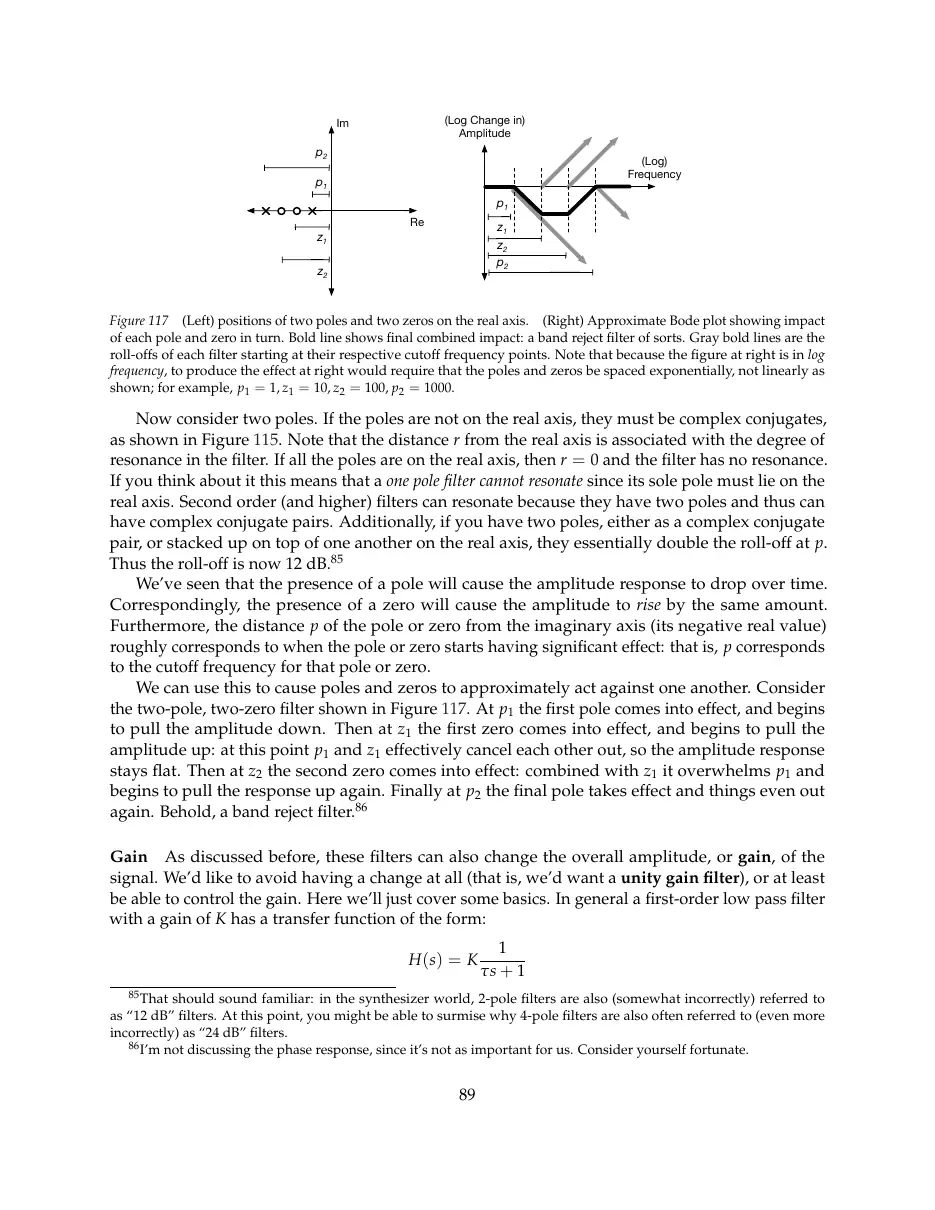 Im
(Log Change in)
Amplitude
p2
(Log)
Frequency
p1
p1
Re
z1
z1
z2
z2
p2
Figure 117 (Left) positions of two poles and two zeros on the real axis. (Right) Approximate Bode plot showing impact
of each pole and zero in turn. Bold line shows final combined impact: a band reject filter of sorts. Gray bold lines are the
roll-offs of each filter starting at their respective cutoff frequency points. Note that because the figure at right is in log
frequency, to produce the effect at right would require that the poles and zeros be spaced exponentially, not linearly as
shown; for example, p1 = 1, z1 = 10, z2 = 100, p2 = 1000.
Now consider two poles. If the poles are not on the real axis, they must be complex conjugates,
as shown in Figure 115. Note that the distance r from the real axis is associated with the degree of
resonance in the filter. If all the poles are on the real axis, then r = 0 and the filter has no resonance.
If you think about it this means that a one pole filter cannot resonate since its sole pole must lie on the
real axis. Second order (and higher) filters can resonate because they have two poles and thus can
have complex conjugate pairs. Additionally, if you have two poles, either as a complex conjugate
pair, or stacked up on top of one another on the real axis, they essentially double the roll-off at p.
Thus the roll-off is now 12 dB.85
We've seen that the presence of a pole will cause the amplitude response to drop over time.
Correspondingly, the presence of a zero will cause the amplitude to rise by the same amount.
Furthermore, the distance p of the pole or zero from the imaginary axis (its negative real value)
roughly corresponds to when the pole or zero starts having significant effect: that is, p corresponds
to the cutoff frequency for that pole or zero.
We can use this to cause poles and zeros to approximately act against one another. Consider
the two-pole, two-zero filter shown in Figure 117. At p1 the first pole comes into effect, and begins
to pull the amplitude down. Then at z1 the first zero comes into effect, and begins to pull the
amplitude up: at this point p1 and z1 effectively cancel each other out, so the amplitude response
stays flat. Then at z2 the second zero comes into effect: combined with z1 it overwhelms p1 and
begins to pull the response up again. Finally at p2 the final pole takes effect and things even out
again. Behold, a band reject filter.86
Gain As discussed before, these filters can also change the overall amplitude, or gain, of the
signal. We'd like to avoid having a change at all (that is, we'd want a unity gain filter), or at least
be able to control the gain. Here we'll just cover some basics. In general a first-order low pass filter
with a gain of K has a transfer function of the form:
H(s) = K 1 / (τs + 1)
85That should sound familiar: in the synthesizer world, 2-pole filters are also (somewhat incorrectly) referred to
as "12 dB" filters. At this point, you might be able to surmise why 4-pole filters are also often referred to (even more
incorrectly) as "24 dB" filters.
86I'm not discussing the phase response, since it's not as important for us. Consider yourself fortunate.
89